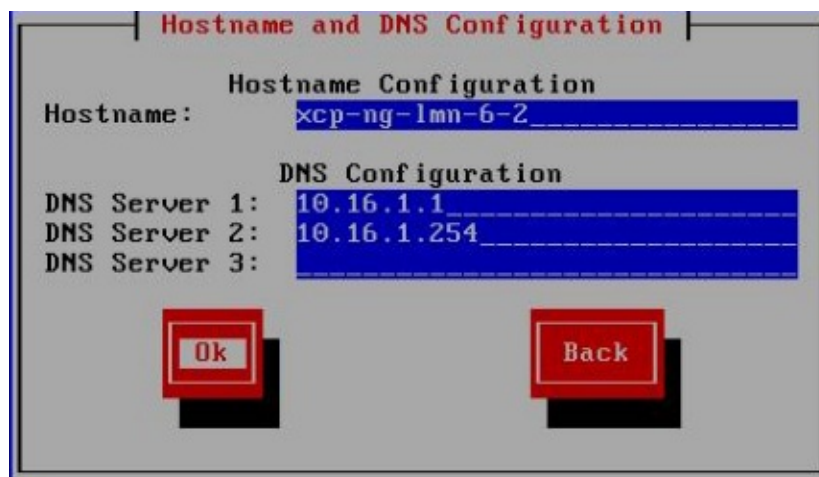 Hostname and DNS Configuration
Hostname Configuration
Hostname: xcp-ng-lmn-6-2
DNS Configuration
DNS Server 1: 10.16.1.1
DNS Server 2: 10.16.1.254
DNS Server 3:
Ok Back